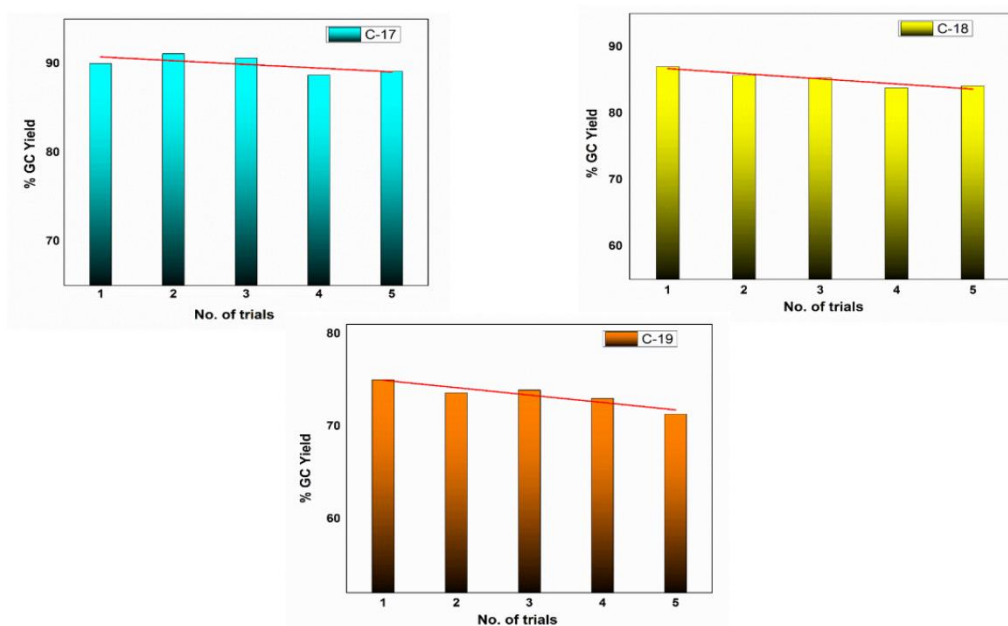 C-17
90
80
70
% GC Yield
1 2 3 4 5
No. of trials
C-18
90
80
70
60
% GC Yield
1 2 3 4 5
No. of trials
C-19
80
70
60
% GC Yield
1 2 3 4 5
No. of trials